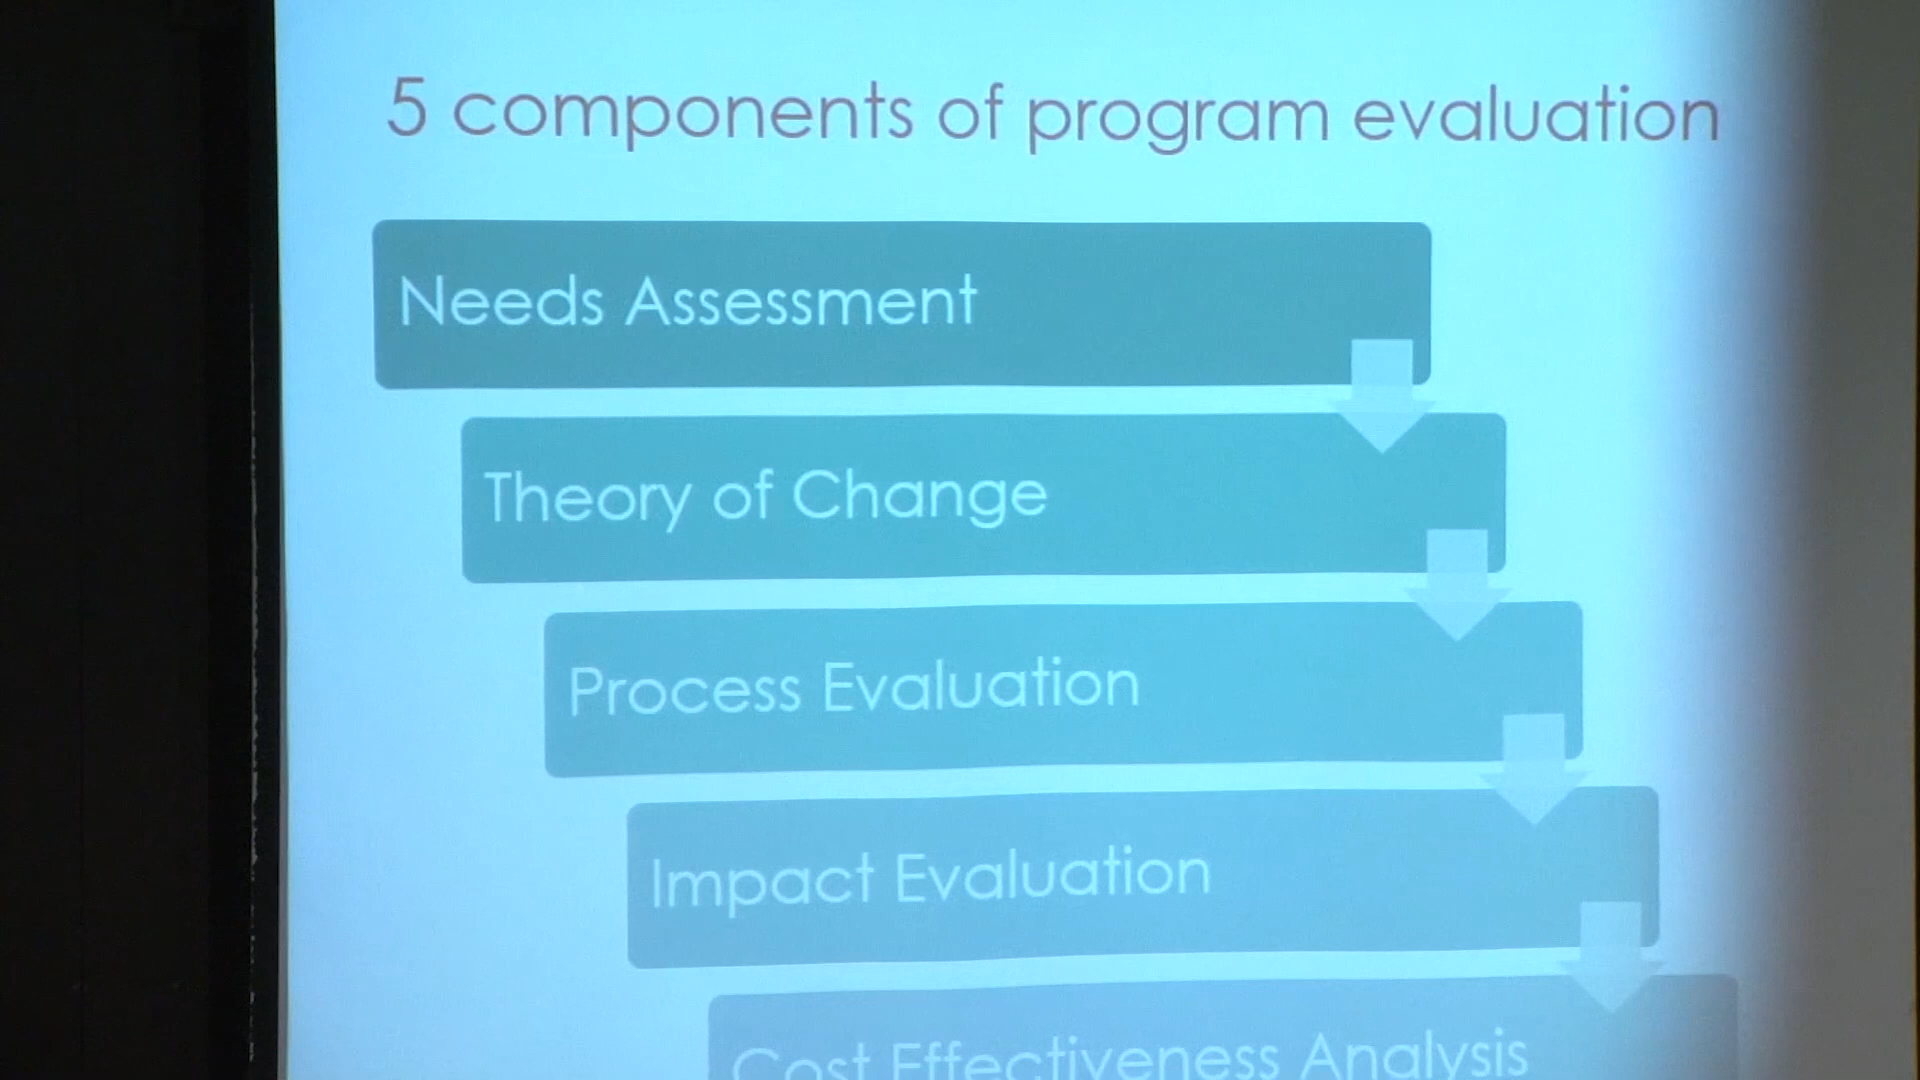 5 components of program evaluation
Needs Assessment
Theory of Change
Process Evaluation
Impact Evaluation
Cost Effectiveness Analysis